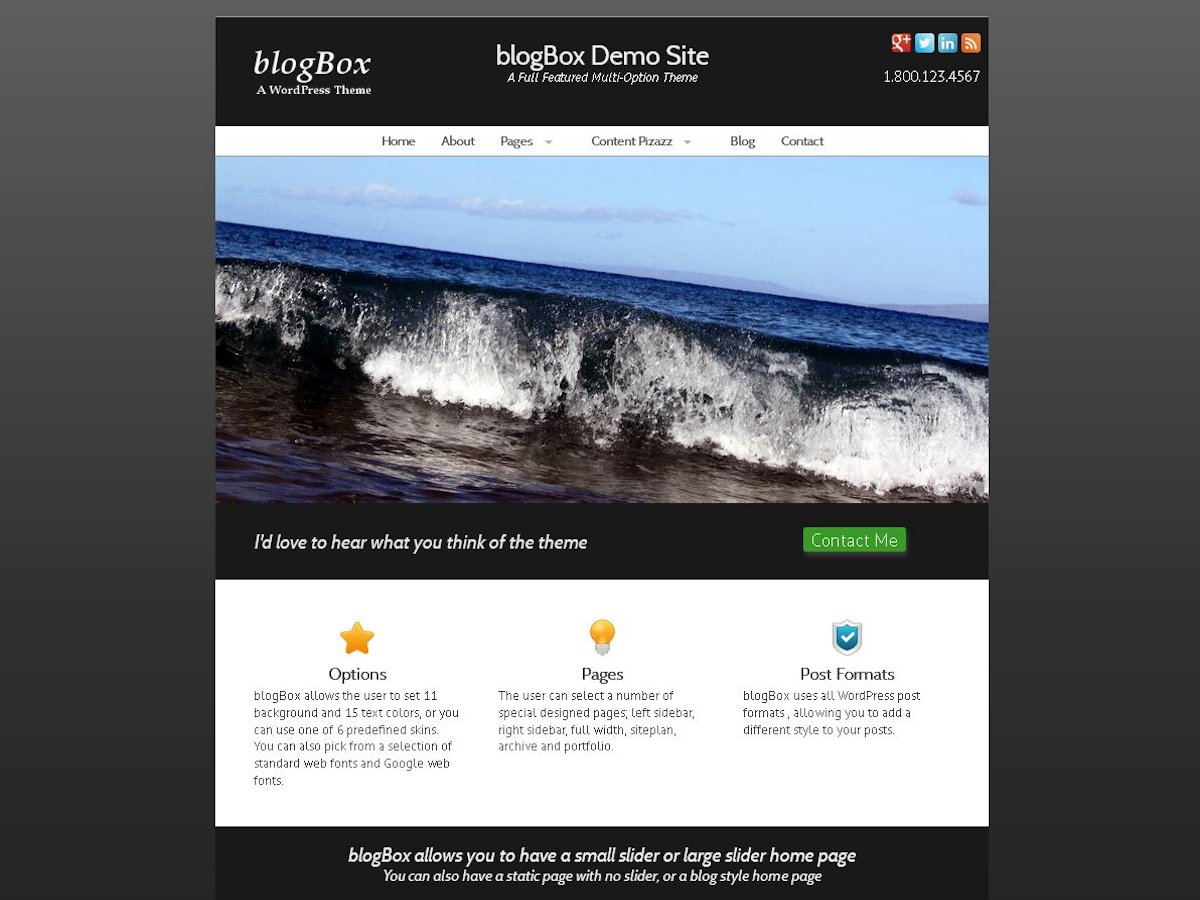 blogBox
A WordPress Theme
blogBox Demo Site
A Full Featured Multi-Option Theme
1.800.123.4567
Home About Pages Content Pizazz Blog Contact
I'd love to hear what you think of the theme
Contact Me
Options
blogBox allows the user to set 11
background and 15 text colors, or you
can use one of 6 predefined skins.
You can also pick from a selection of
standard web fonts and Google web
fonts.
Pages
The user can select a number of
special designed pages; left sidebar,
right sidebar, full width, siteplan,
archive and portfolio.
Post Formats
blogBox uses all WordPress post
formats , allowing you to add a
different style to your posts.
blogBox allows you to have a small slider or large slider home page
You can also have a static page with no slider, or a blog style home page